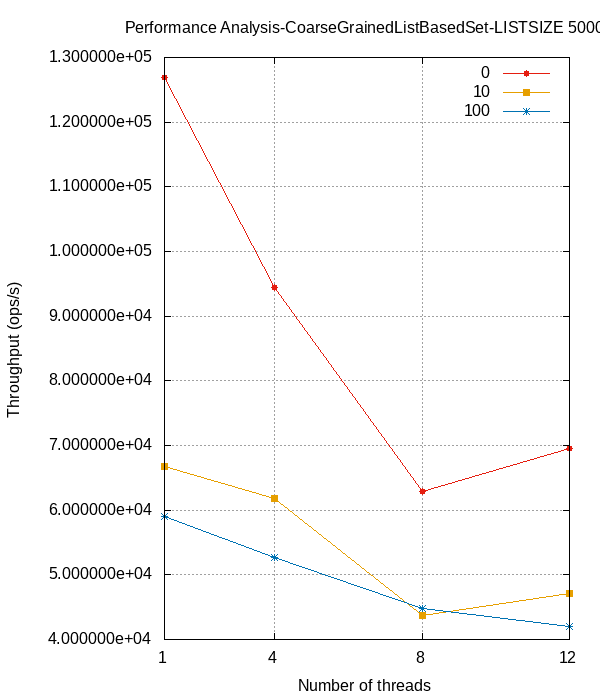 Performance Analysis-CoarseGrainedListBasedSet-LISTSIZE 5000
1.300000e+05
1.200000e+05
1.100000e+05
1.000000e+05
9.000000e+04
8.000000e+04
7.000000e+04
6.000000e+04
5.000000e+04
4.000000e+04
Throughput (ops/s)
0
10
100
1 4 8 12
Number of threads